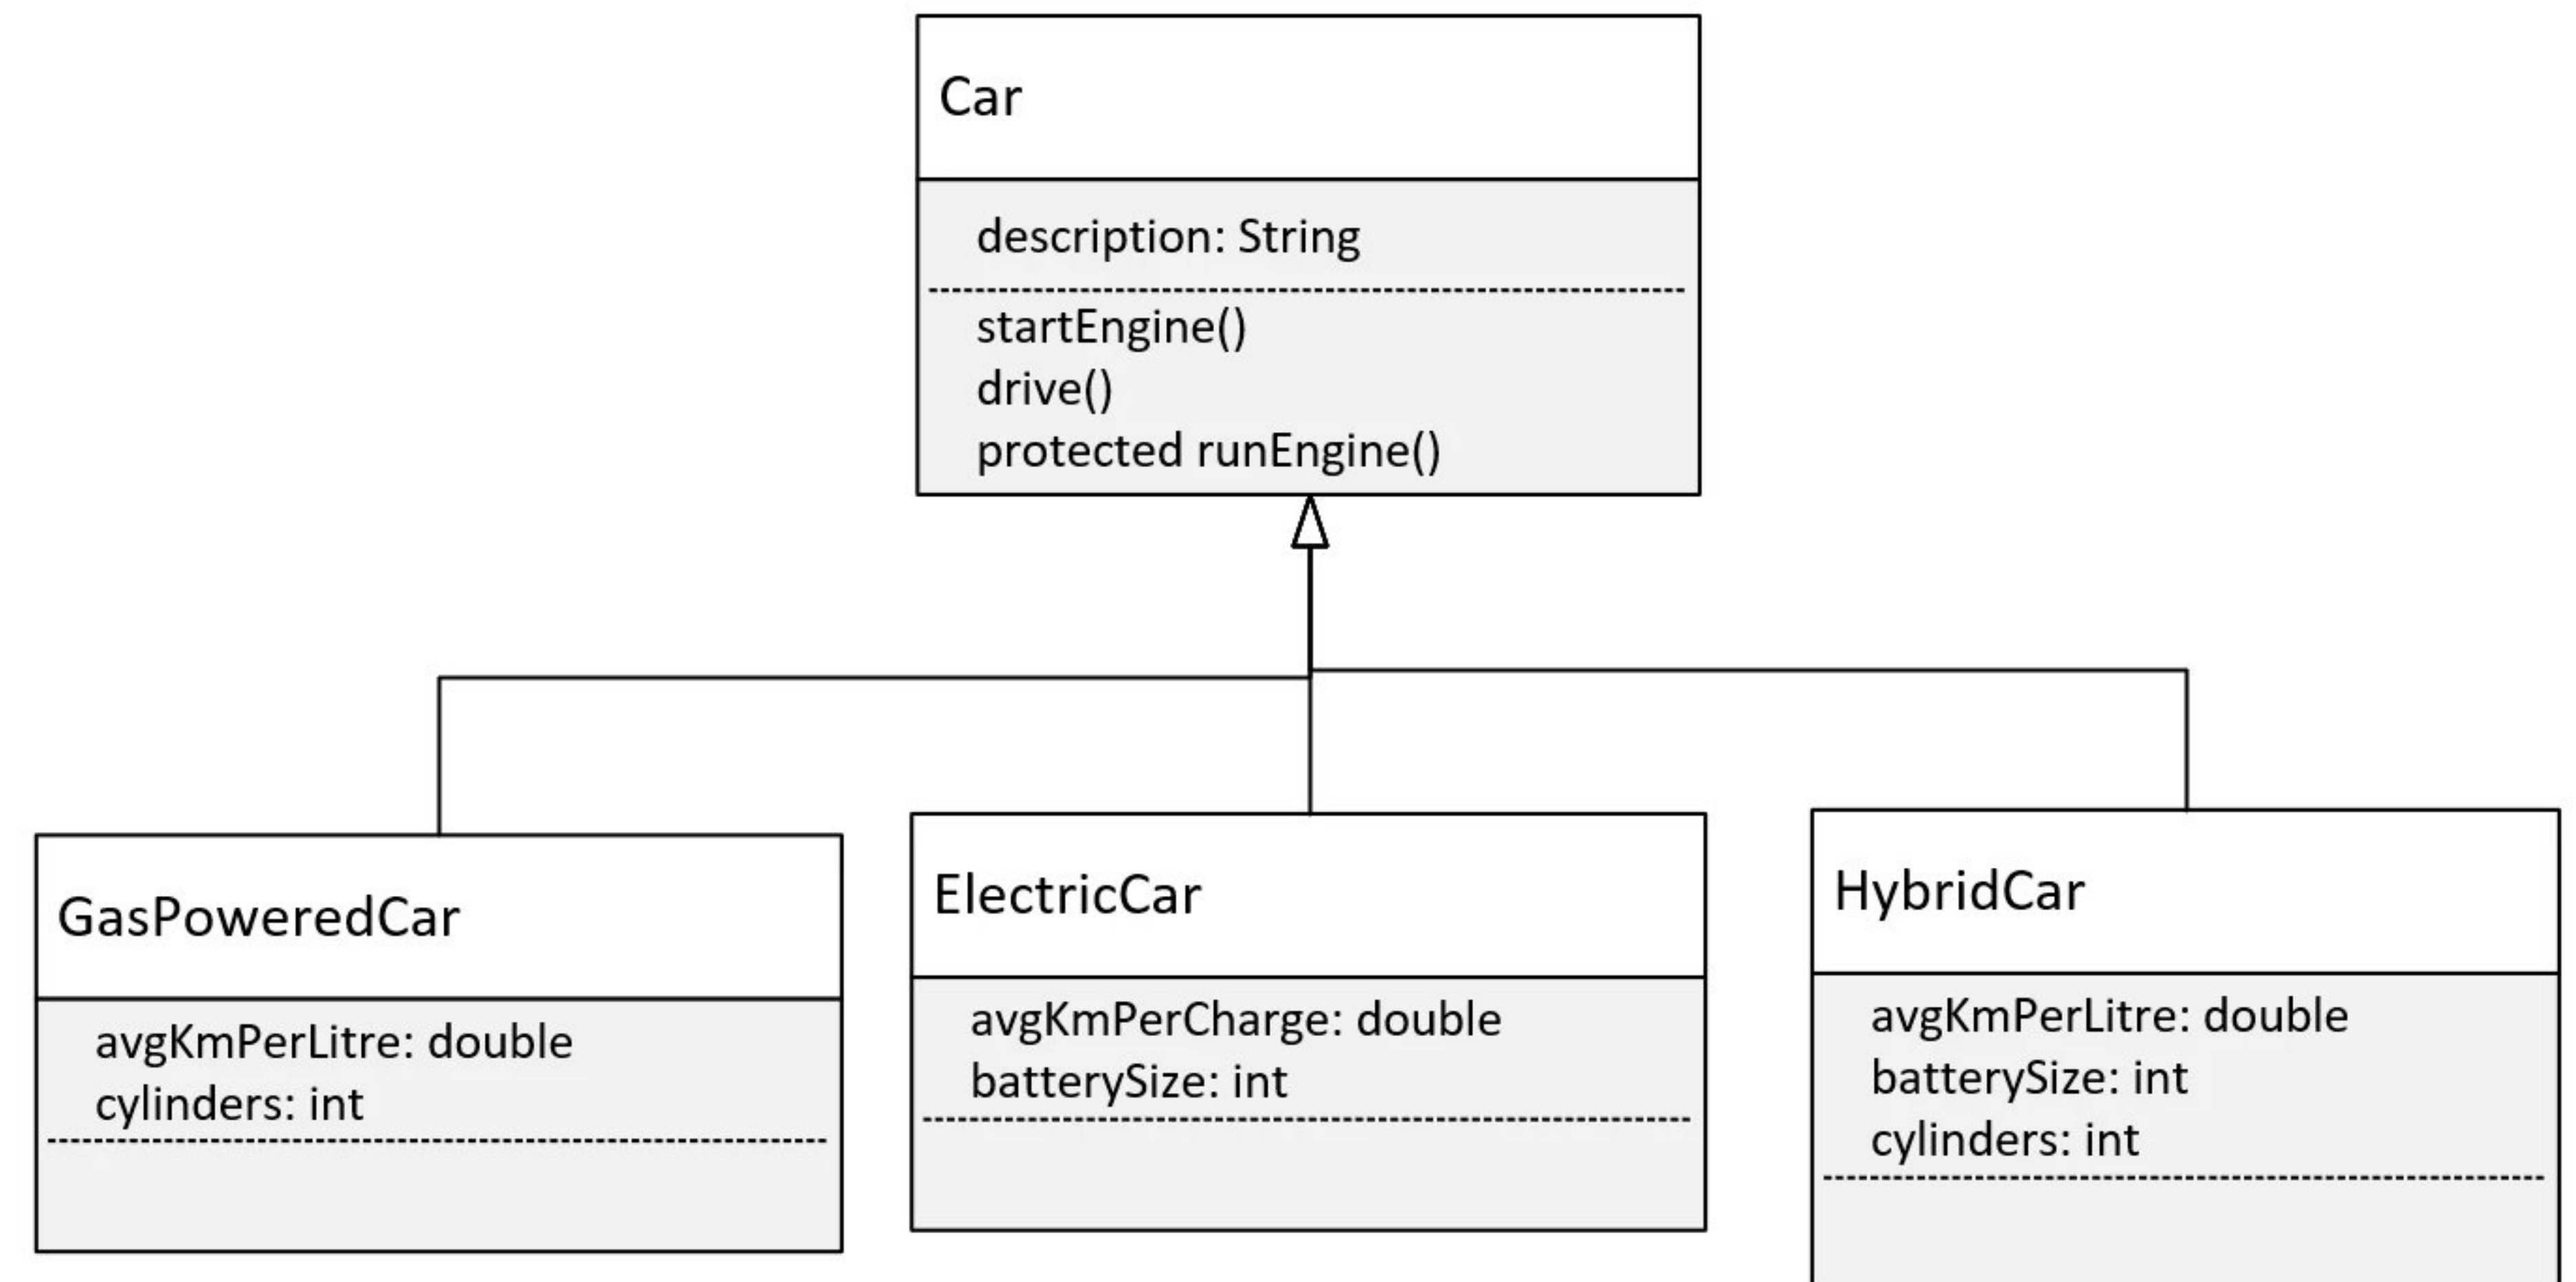 Car
description: String
startEngine()
drive()
protected runEngine()
GasPoweredCar
avgKmPerLitre: double
cylinders: int
ElectricCar
avgKmPerCharge: double
batterySize: int
HybridCar
avgKmPerLitre: double
batterySize: int
cylinders: int